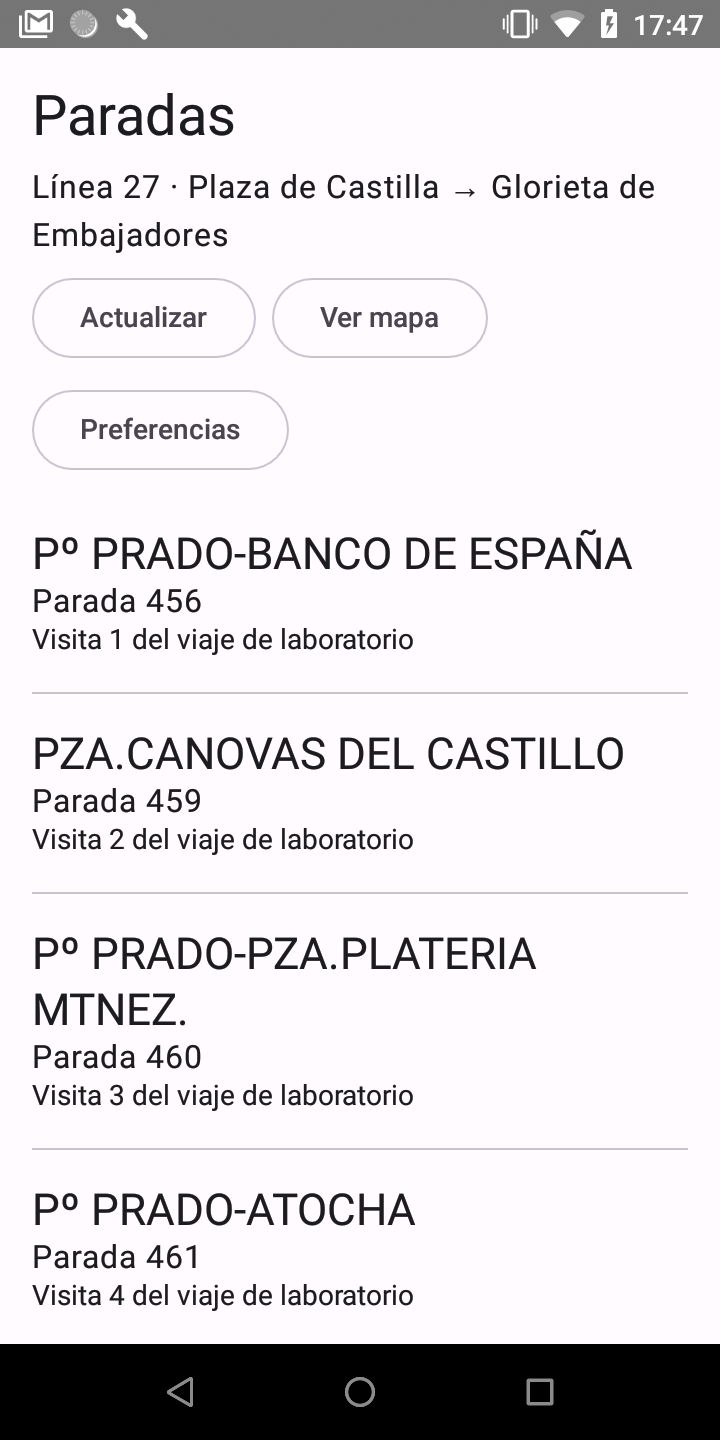 17:47
Paradas
Línea 27 · Plaza de Castilla → Glorieta de
Embajadores
Actualizar
Ver mapa
Preferencias
Pº PRADO-BANCO DE ESPAÑA
Parada 456
Visita 1 del viaje de laboratorio
PZA.CANOVAS DEL CASTILLO
Parada 459
Visita 2 del viaje de laboratorio
Pº PRADO-PZA.PLATERIA
MTNEZ.
Parada 460
Visita 3 del viaje de laboratorio
Pº PRADO-ATOCHA
Parada 461
Visita 4 del viaje de laboratorio